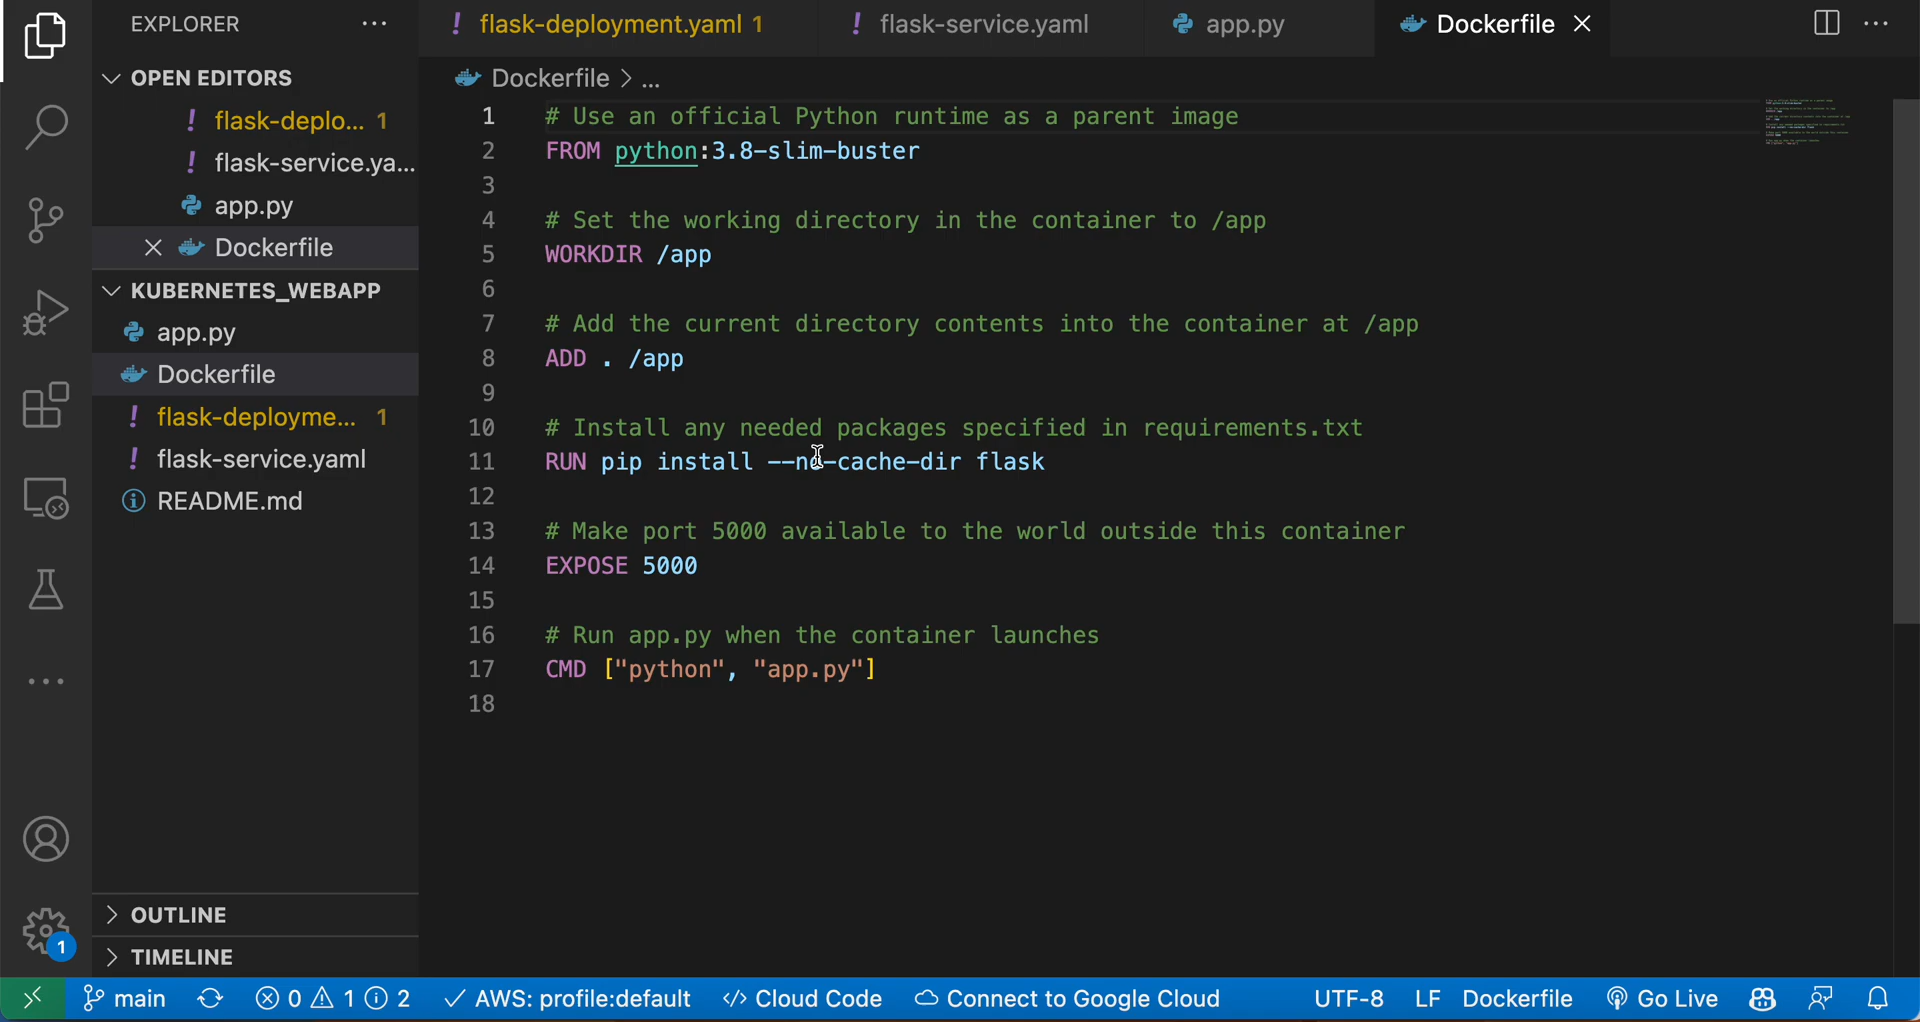 EXPLORER
OPEN EDITORS
! flask-deplo... 1
! flask-service.ya...
app.py
Dockerfile
KUBERNETES_WEBAPP
app.py
Dockerfile
! flask-deployme... 1
! flask-service.yaml
README.md
OUTLINE
TIMELINE
1
! flask-deployment.yaml 1
! flask-service.yaml
app.py
Dockerfile
Dockerfile > ...
1 # Use an official Python runtime as a parent image
2 FROM python:3.8-slim-buster
3
4 # Set the working directory in the container to /app
5 WORKDIR /app
6
7 # Add the current directory contents into the container at /app
8 ADD . /app
9
10 # Install any needed packages specified in requirements.txt
11 RUN pip install --no-cache-dir flask
12
13 # Make port 5000 available to the world outside this container
14 EXPOSE 5000
15
16 # Run app.py when the container launches
17 CMD ["python", "app.py"]
18
main 0 1 2 AWS: profile:default Cloud Code Connect to Google Cloud UTF-8 LF Dockerfile Go Live